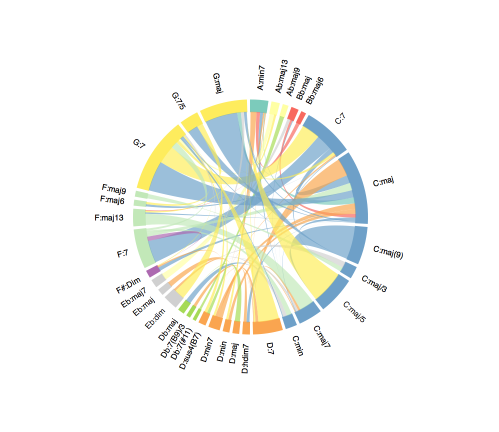 A:min7
Ab:maj13
Ab:maj9
Bb:maj
Bb:maj6
C:7
C:maj
C:maj(9)
C:maj/3
C:maj/5
C:maj7
C:min
D:7
D:hdim7
D:maj
D:min
D:min7
D:sus4(B7)
Db:7(#11)
Db:7(B9)/3
Db:maj
Eb:dim
Eb:maj
Eb:maj7
F#:Dim
F:7
F:maj13
F:maj6
F:maj9
G:7
G:7/5
G:maj